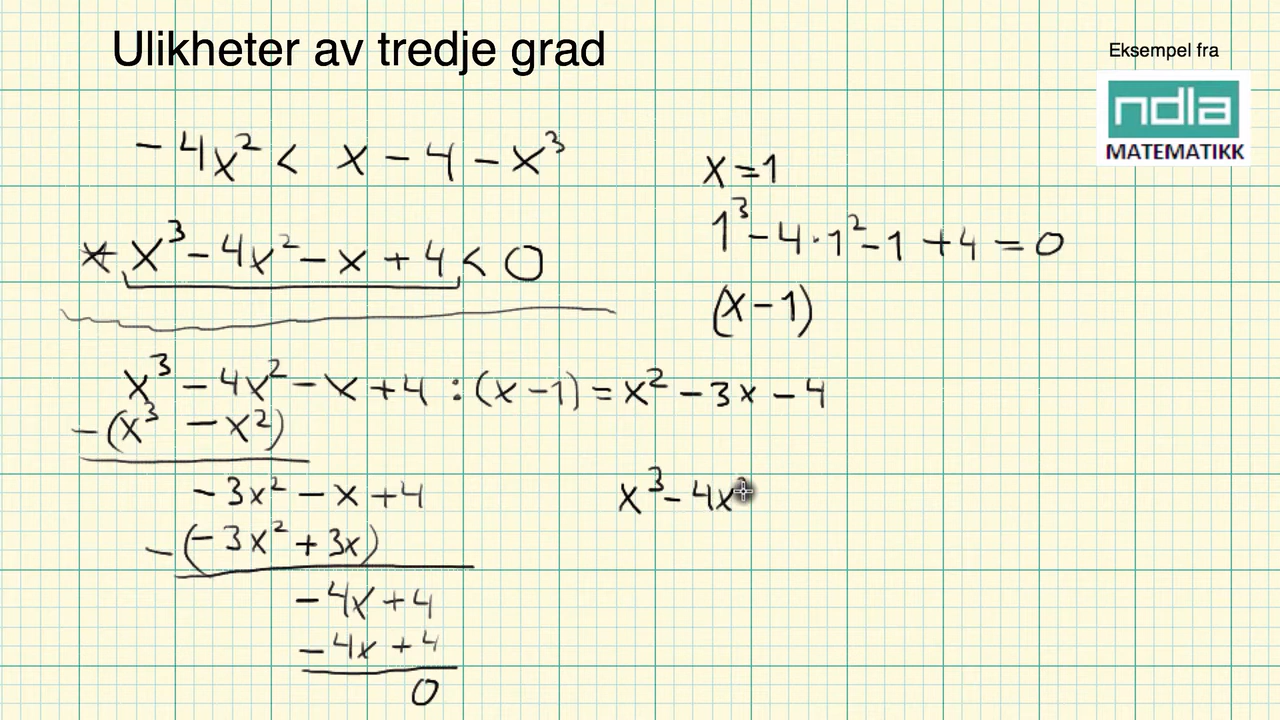 Ulikheter av tredje grad
Eksempel fra
ndla
MATEMATIKK
-4x² < x - 4 - x³
* x³ - 4x² - x + 4 < 0
x = 1
1³ - 4·1² - 1 + 4 = 0
(x - 1)
x³ - 4x² - x + 4 : (x - 1) = x² - 3x - 4
-(x³ - x²)
-3x² - x + 4
-(-3x² + 3x)
-4x + 4
-4x + 4
0
x³ - 4x